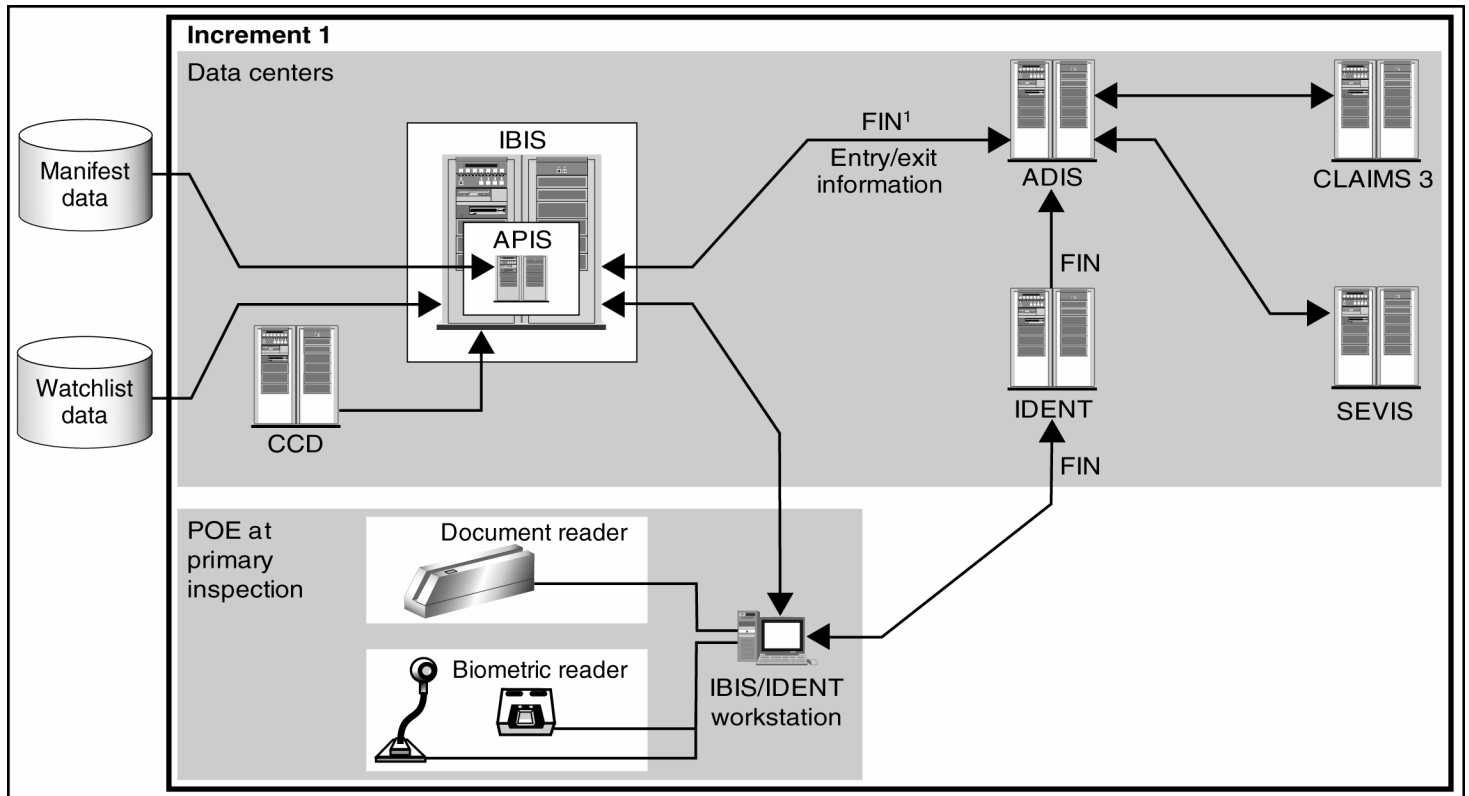 Increment 1
Data centers
Manifest
data
Watchlist
data
IBIS
APIS
CCD
FIN¹
Entry/exit
information
ADIS
CLAIMS 3
FIN
IDENT
SEVIS
FIN
POE at
primary
inspection
Document reader
Biometric reader
IBIS/IDENT
workstation